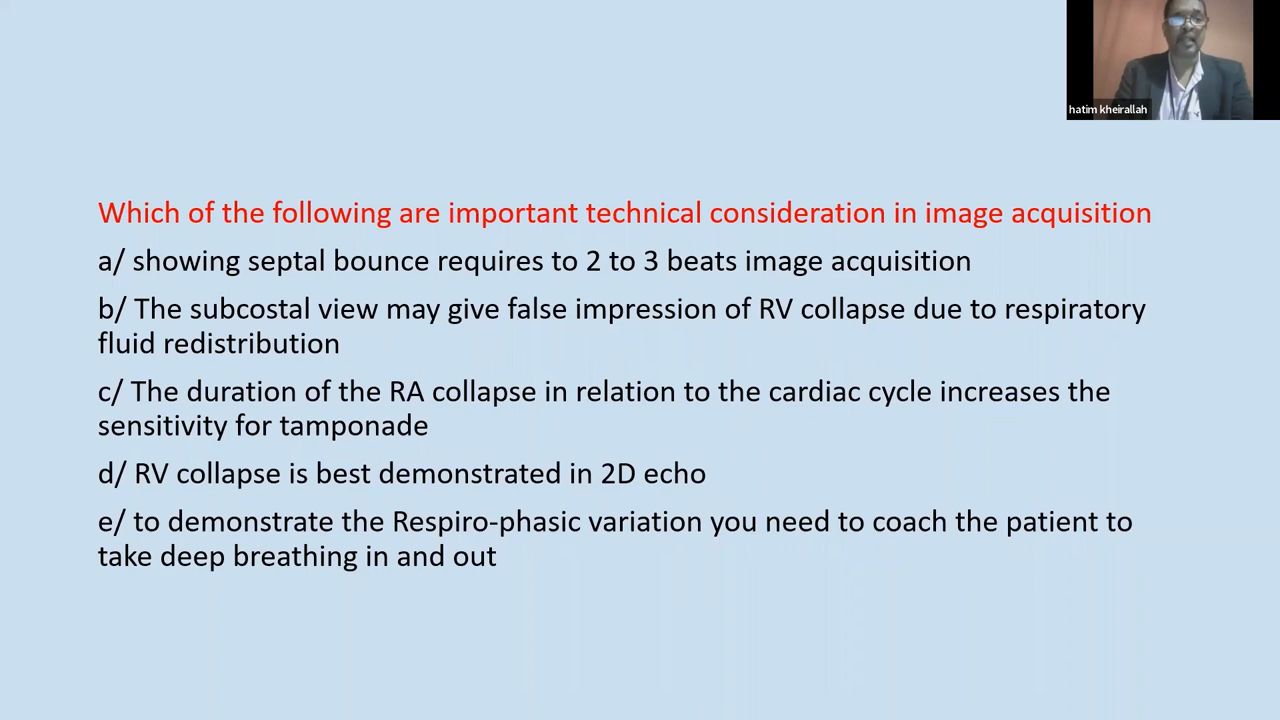 hatim kheirallah
Which of the following are important technical consideration in image acquisition
a/ showing septal bounce requires to 2 to 3 beats image acquisition
b/ The subcostal view may give false impression of RV collapse due to respiratory
fluid redistribution
c/ The duration of the RA collapse in relation to the cardiac cycle increases the
sensitivity for tamponade
d/ RV collapse is best demonstrated in 2D echo
e/ to demonstrate the Respiro-phasic variation you need to coach the patient to
take deep breathing in and out